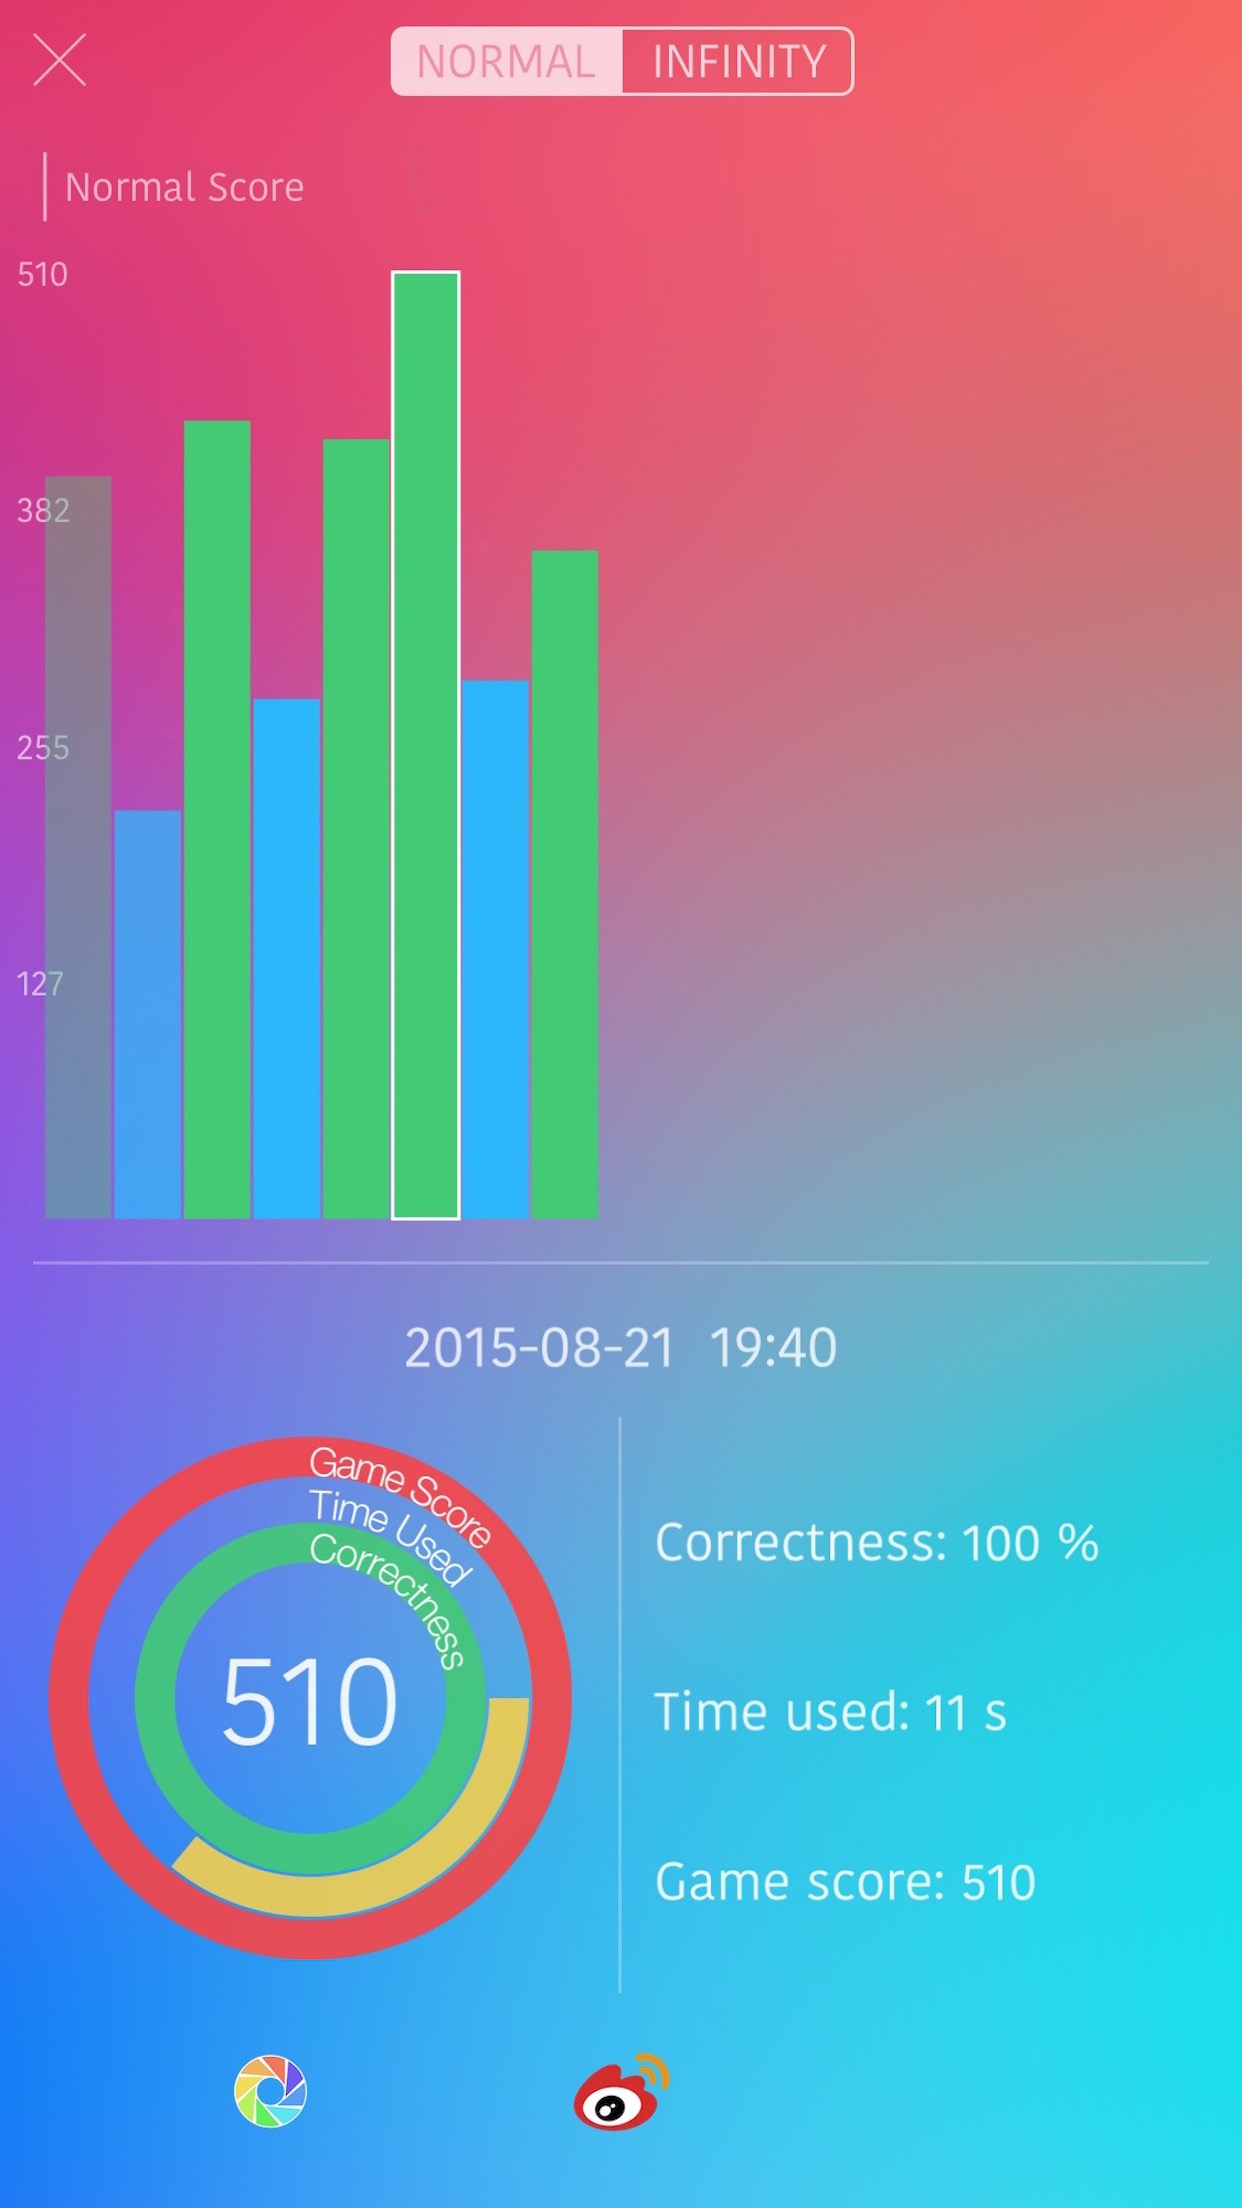 NORMAL INFINITY
Normal Score
510
382
255
127
2015-08-21 19:40
Game Score
Time Used
Correctness
510
Correctness: 100 %
Time used: 11 s
Game score: 510